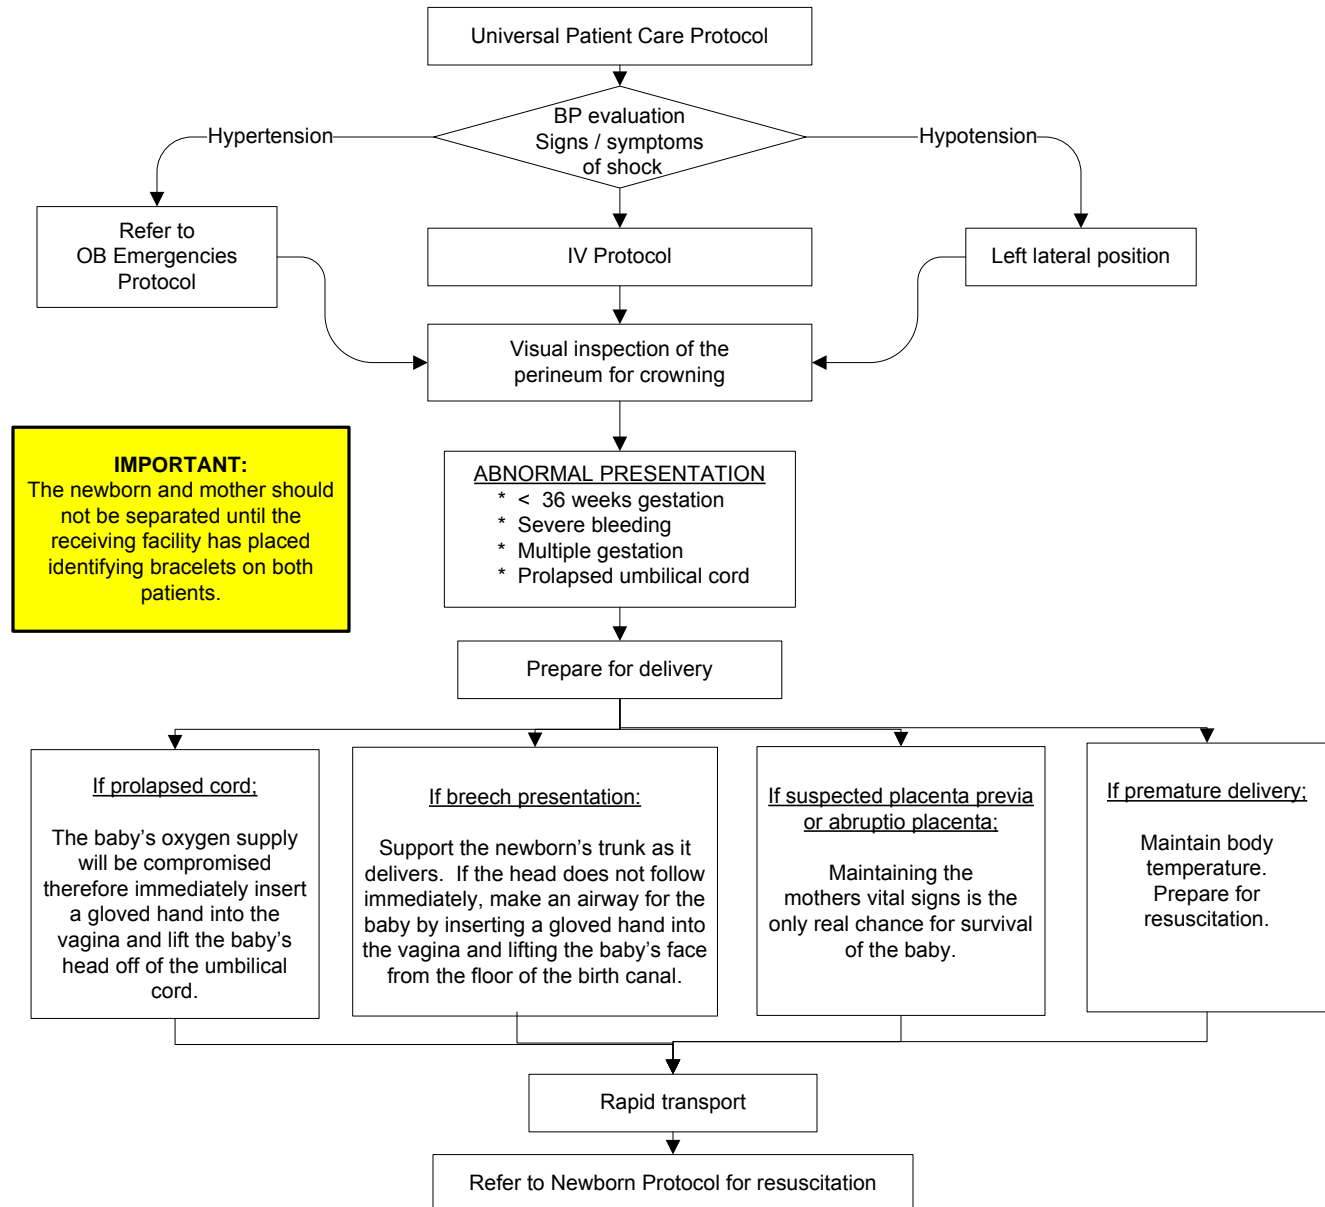 Universal Patient Care Protocol
BP evaluation
Signs / symptoms
of shock
Hypertension
Hypotension
Refer to
OB Emergencies
Protocol
IV Protocol
Left lateral position
Visual inspection of the
perineum for crowning
IMPORTANT:
The newborn and mother should
not be separated until the
receiving facility has placed
identifying bracelets on both
patients.
ABNORMAL PRESENTATION
* < 36 weeks gestation
* Severe bleeding
* Multiple gestation
* Prolapsed umbilical cord
Prepare for delivery
If prolapsed cord;
The baby's oxygen supply
will be compromised
therefore immediately insert
a gloved hand into the
vagina and lift the baby's
head off of the umbilical
cord.
If breech presentation:
Support the newborn's trunk as it
delivers. If the head does not follow
immediately, make an airway for the
baby by inserting a gloved hand into
the vagina and lifting the baby's face
from the floor of the birth canal.
If suspected placenta previa
or abruptio placenta;
Maintaining the
mothers vital signs is the
only real chance for survival
of the baby.
If premature delivery;
Maintain body
temperature.
Prepare for
resuscitation.
Rapid transport
Refer to Newborn Protocol for resuscitation